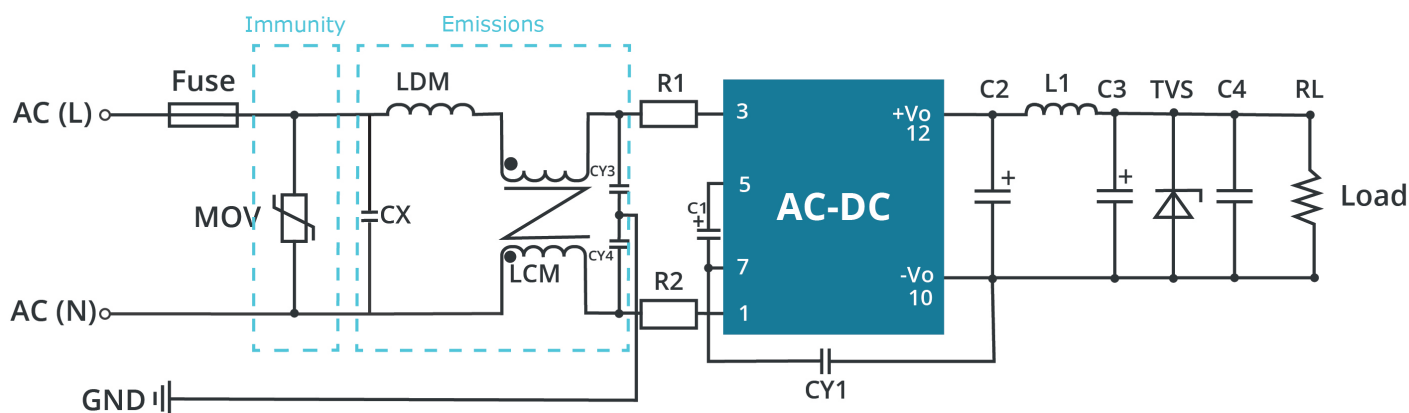 Immunity
Emissions
Fuse
LDM
R1
C2
L1
C3
TVS
C4
RL
AC (L)
3
+Vo
12
CY3
+
+
5
C1
+
AC-DC
MOV
CX
Load
CY4
LCM
7
-Vo
10
R2
AC (N)
1
CY1
GND